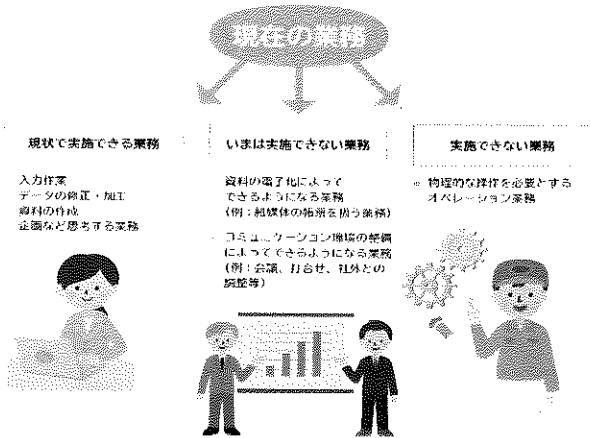 現在の業務
現状で実施できる業務
入力作業
データの修正・加工
資料の作成
企画など思考する業務
いまは実施できない業務
資料の電子化によって
できるようになる業務
(例:紙媒体の帳票を扱う業務)
コミュニケーション環境の整備
によってできるようになる業務
(例:会議、打合せ、社外との
調整等)
実施できない業務
物理的な操作を必要とする
オペレーション業務